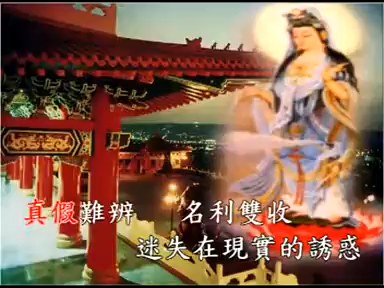 真假難辨 名利雙收
迷失在現實的誘惑